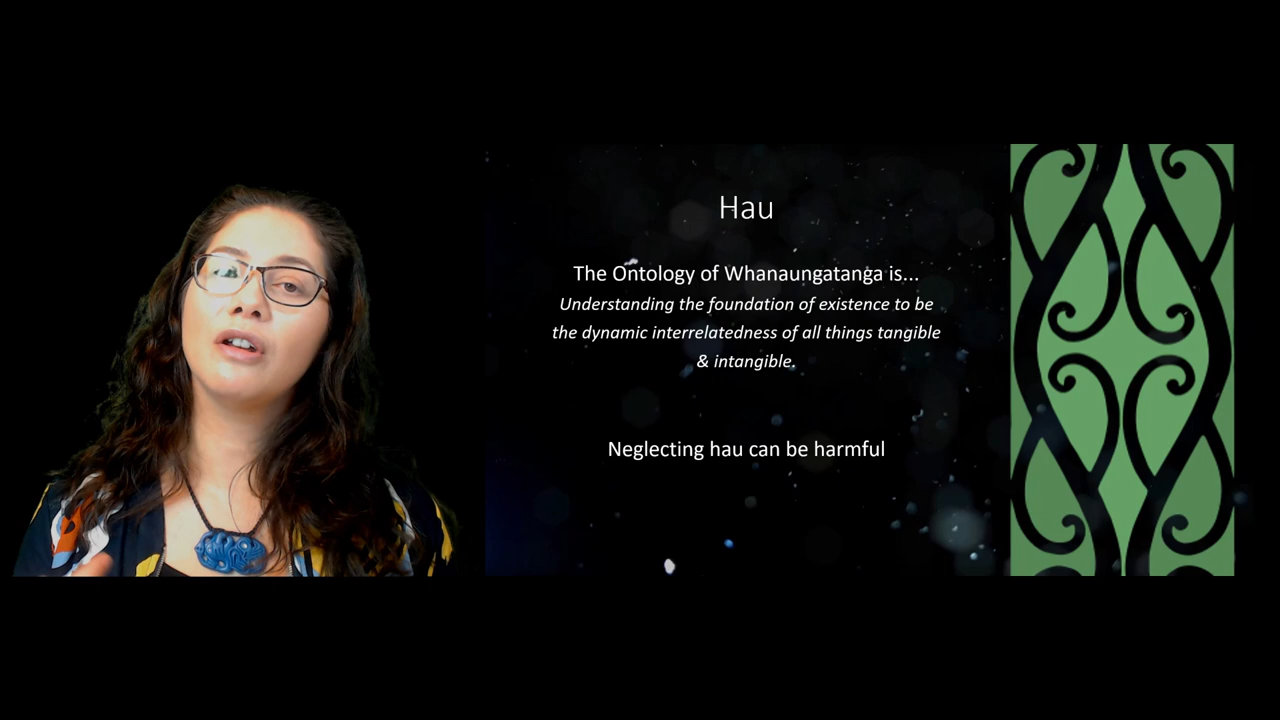 Hau
The Ontology of Whanaungatanga is...
Understanding the foundation of existence to be
the dynamic interrelatedness of all things tangible
& intangible.
Neglecting hau can be harmful